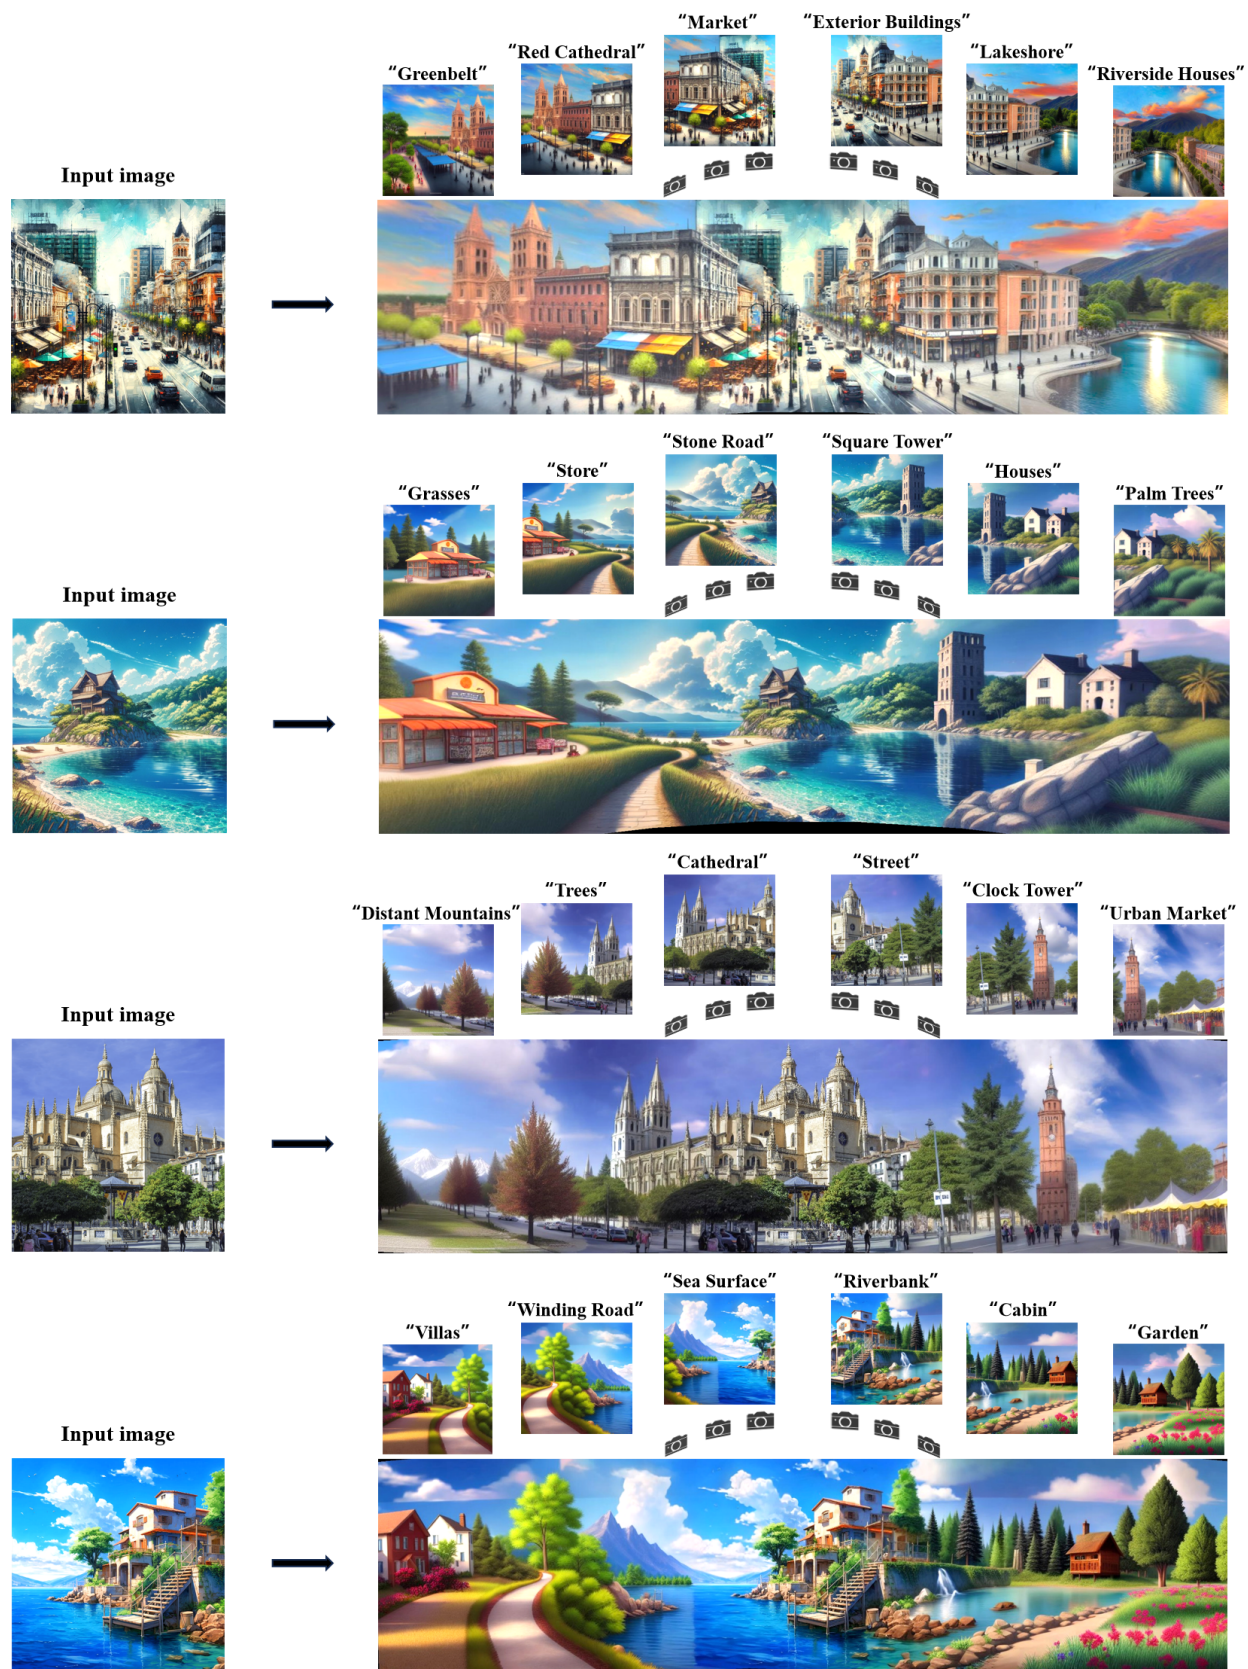 “Market”
“Exterior Buildings”
“Red Cathedral”
“Lakeshore”
“Greenbelt”
“Riverside Houses”
Input image
“Stone Road”
“Square Tower”
“Store”
“Houses”
“Grasses”
“Palm Trees”
Input image
“Cathedral”
“Street”
“Trees”
“Clock Tower”
“Distant Mountains”
“Urban Market”
Input image
“Sea Surface”
“Riverbank”
“Winding Road”
“Cabin”
“Villas”
“Garden”
Input image